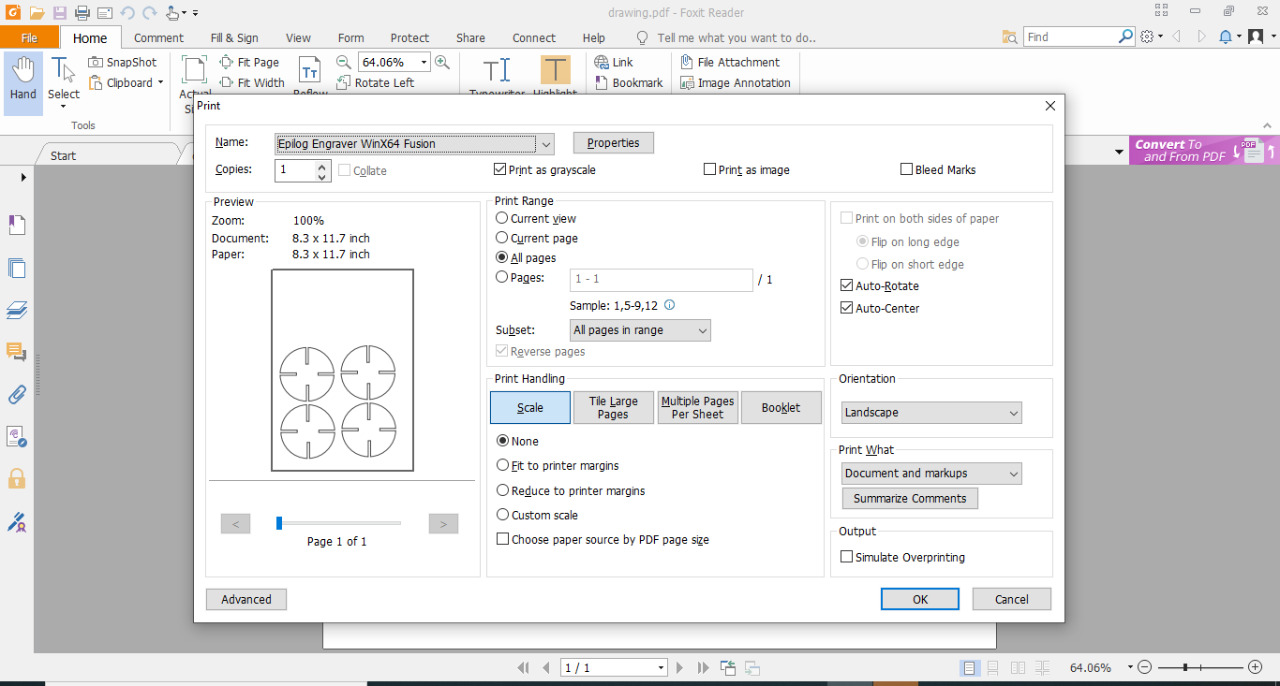 drawing.pdf - Foxit Reader
File Home Comment Fill & Sign View Form Protect Share Connect Help Tell me what you want to do.. Find
Hand
Select
SnapShot
Clipboard
Tools
Actual
Fit Page
Fit Width
Reflow
64.06%
Rotate Left
Typewriter
Highlight
Link
Bookmark
File Attachment
Image Annotation
Start
Convert To
and From PDF
PDF
Print
Name: Epilog Engraver WinX64 Fusion Properties
Copies: 1 Collate Print as grayscale Print as image Bleed Marks
Preview
Zoom: 100%
Document: 8.3 x 11.7 inch
Paper: 8.3 x 11.7 inch
< >
Page 1 of 1
Print Range
Current view
Current page
All pages
Pages: 1 - 1 / 1
Sample: 1,5-9,12
Subset: All pages in range
Reverse pages
Print Handling
Scale
Tile Large
Pages
Multiple Pages
Per Sheet
Booklet
None
Fit to printer margins
Reduce to printer margins
Custom scale
Choose paper source by PDF page size
Print on both sides of paper
Flip on long edge
Flip on short edge
Auto-Rotate
Auto-Center
Orientation
Landscape
Print What
Document and markups
Summarize Comments
Output
Simulate Overprinting
Advanced OK Cancel
1 / 1 64.06%